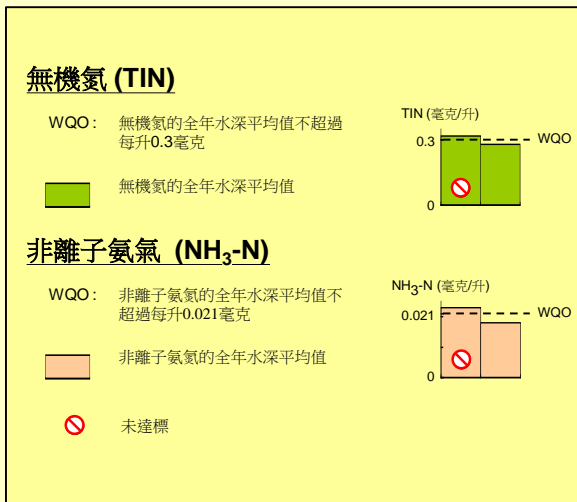 無機氮 (TIN)
WQO : 無機氮的全年水深平均值不超過
每升0.3毫克
無機氮的全年水深平均值
TIN (毫克/升)
0.3
WQO
0
非離子氨氣 (NH3-N)
WQO : 非離子氨氮的全年水深平均值不
超過每升0.021毫克
非離子氨氮的全年水深平均值
NH3-N (毫克/升)
0.021
WQO
0
未達標